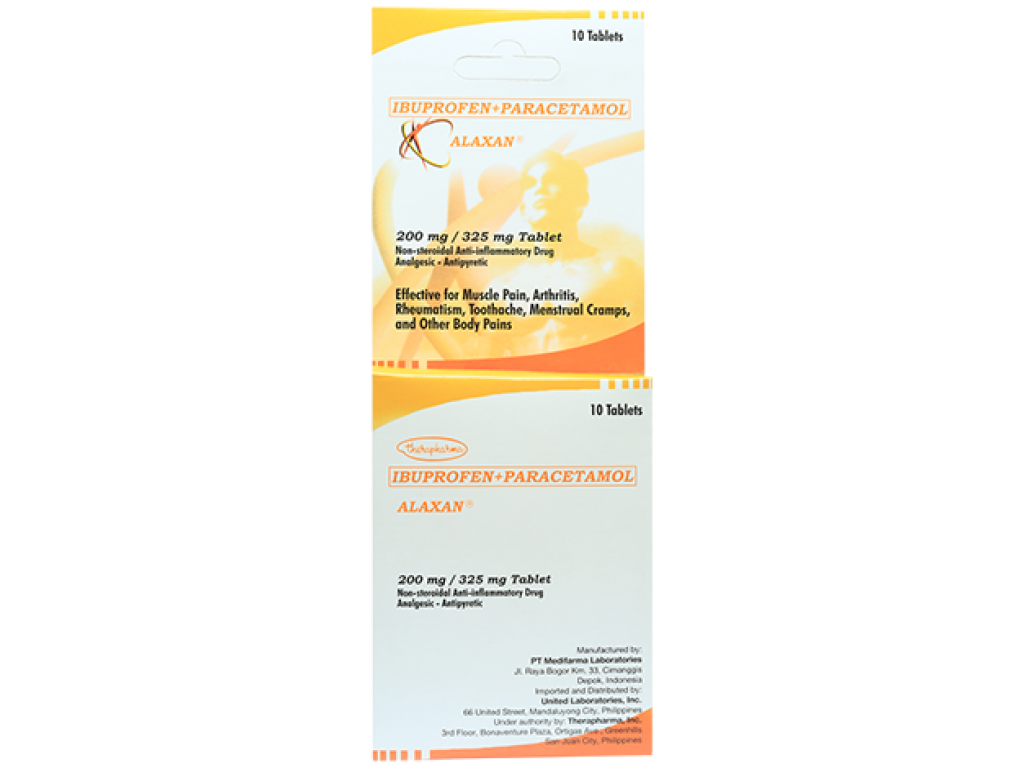 10 Tablets
IBUPROFEN+PARACETAMOL
ALAXAN®
200 mg / 325 mg Tablet
Non-steroidal Anti-inflammatory Drug
Analgesic - Antipyretic
Effective for Muscle Pain, Arthritis,
Rheumatism, Toothache, Menstrual Cramps,
and Other Body Pains
10 Tablets
therapharma
IBUPROFEN+PARACETAMOL
ALAXAN®
200 mg / 325 mg Tablet
Non-steroidal Anti-inflammatory Drug
Analgesic - Antipyretic
Manufactured by:
PT Medifarma Laboratories
Jl. Raya Bogor Km. 33, Cimanggis
Depok, Indonesia
Imported and Distributed by:
United Laboratories, Inc.
66 United Street, Mandaluyong City, Philippines
Under authority by: Therapharma, Inc.
3rd Floor, Bonaventure Plaza, Ortigas Ave., Greenhills
San Juan City, Philippines